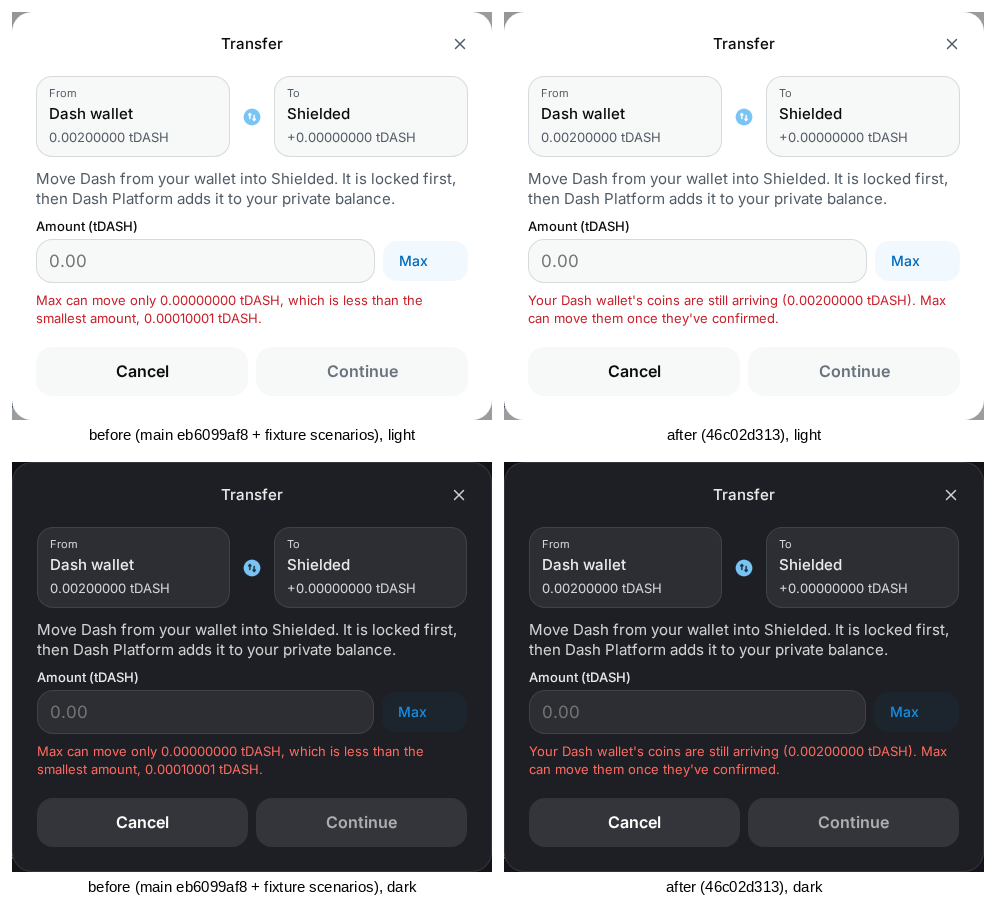 Transfer
From
Dash wallet
0.00200000 tDASH
To
Shielded
+0.00000000 tDASH
Move Dash from your wallet into Shielded. It is locked first,
then Dash Platform adds it to your private balance.
Amount (tDASH)
0.00
Max
Max can move only 0.00000000 tDASH, which is less than the
smallest amount, 0.00010001 tDASH.
Cancel
Continue
before (main eb6099af8 + fixture scenarios), light
Transfer
From
Dash wallet
0.00200000 tDASH
To
Shielded
+0.00000000 tDASH
Move Dash from your wallet into Shielded. It is locked first,
then Dash Platform adds it to your private balance.
Amount (tDASH)
0.00
Max
Your Dash wallet's coins are still arriving (0.00200000 tDASH). Max
can move them once they've confirmed.
Cancel
Continue
after (46c02d313), light
Transfer
From
Dash wallet
0.00200000 tDASH
To
Shielded
+0.00000000 tDASH
Move Dash from your wallet into Shielded. It is locked first,
then Dash Platform adds it to your private balance.
Amount (tDASH)
0.00
Max
Max can move only 0.00000000 tDASH, which is less than the
smallest amount, 0.00010001 tDASH.
Cancel
Continue
before (main eb6099af8 + fixture scenarios), dark
Transfer
From
Dash wallet
0.00200000 tDASH
To
Shielded
+0.00000000 tDASH
Move Dash from your wallet into Shielded. It is locked first,
then Dash Platform adds it to your private balance.
Amount (tDASH)
0.00
Max
Your Dash wallet's coins are still arriving (0.00200000 tDASH). Max
can move them once they've confirmed.
Cancel
Continue
after (46c02d313), dark